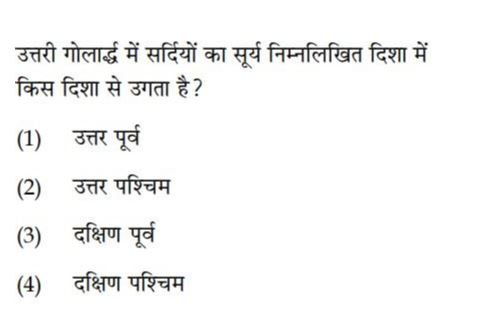 उत्तरी गोलार्द्ध में सर्दियों का सूर्य निम्नलिखित दिशा में
किस दिशा से उगता है?
(1) उत्तर पूर्व
(2) उत्तर पश्चिम
(3) दक्षिण पूर्व
(4) दक्षिण पश्चिम